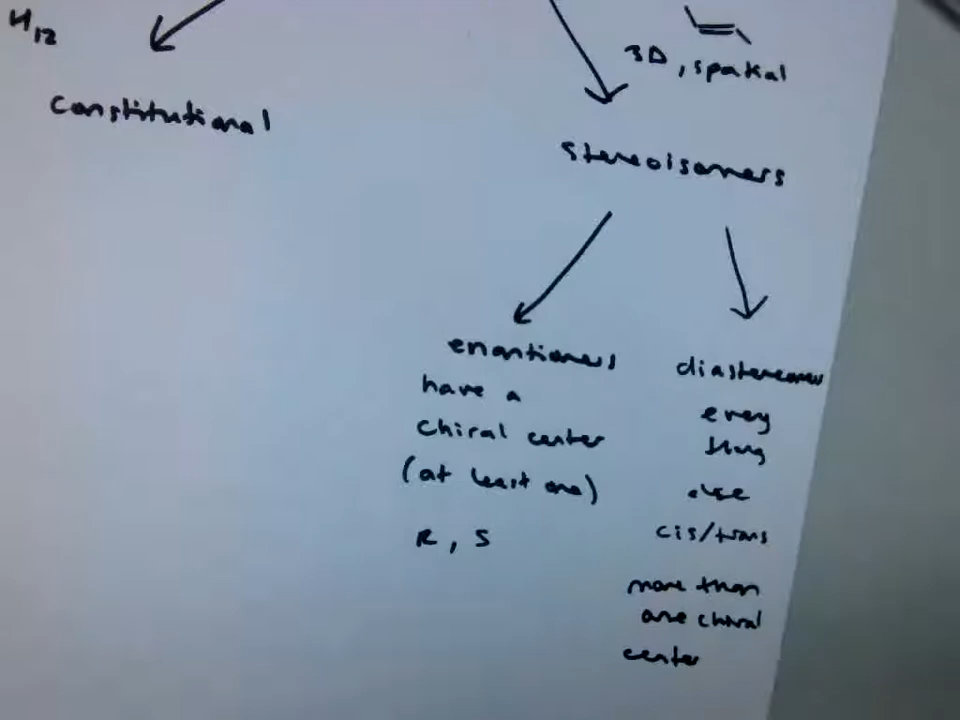 H12
3D, spatial
constitutional
stereoisomers
enantiomers
have a
chiral center
(at least one)
R, S
diastereomers
every
thing
else
cis/trans
more than
one chiral
center